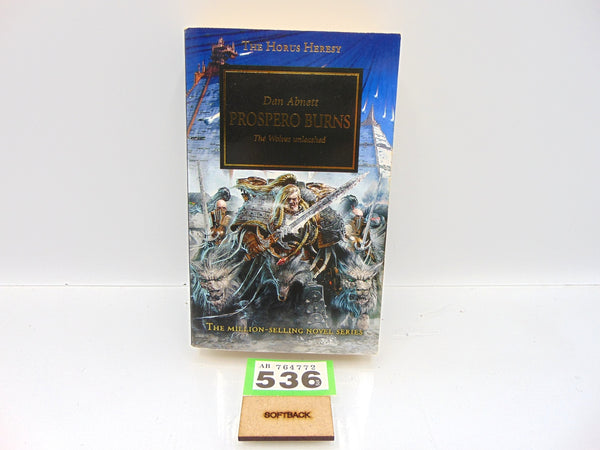 THE HORUS HERESY
Dan Abnett
PROSPERO BURNS
The Wolves unleashed
THE MILLION-SELLING NOVEL SERIES
AB 764772
536
SOFTBACK